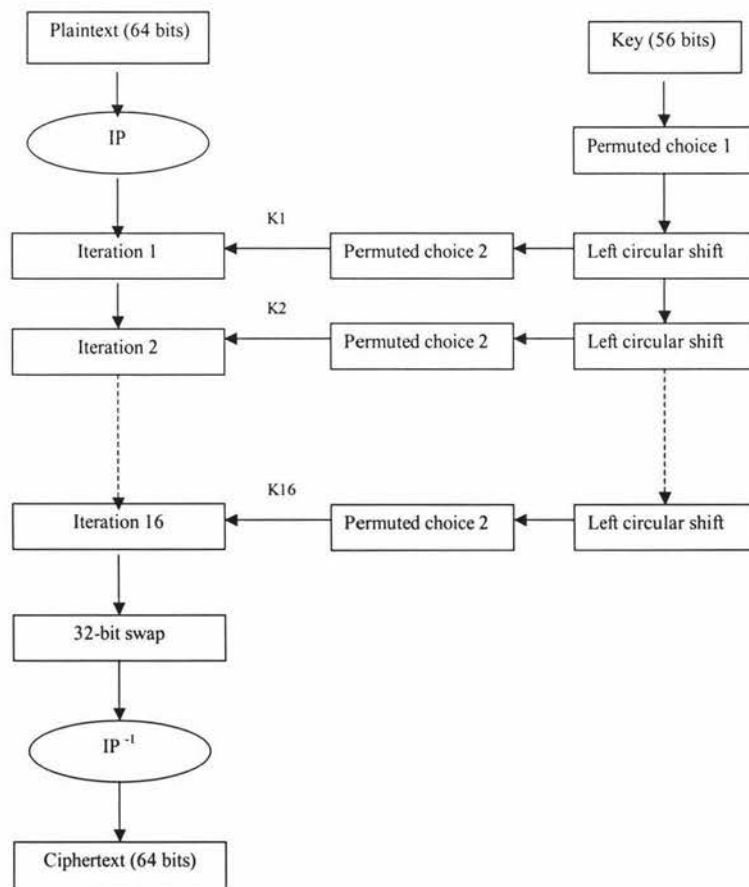 Plaintext (64 bits)
Key (56 bits)
IP
Permuted choice 1
K1
Iteration 1
Permuted choice 2
Left circular shift
K2
Iteration 2
Permuted choice 2
Left circular shift
K16
Iteration 16
Permuted choice 2
Left circular shift
32-bit swap
IP -1
Ciphertext (64 bits)